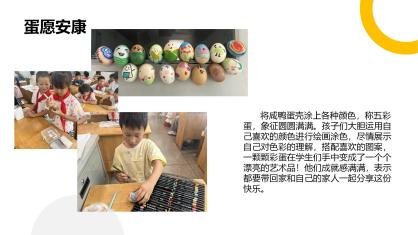 蛋愿安康
将咸鸭蛋壳涂上各种颜色，称五彩
蛋，象征圆圆满满。孩子们大胆运用自
己喜欢的颜色进行绘画涂色，尽情展示
自己对色彩的理解，搭配喜欢的图案，
一颗颗彩蛋在学生们手中变成了一个个
漂亮的艺术品！他们成就感满满，表示
都要带回家和自己的家人一起分享这份
快乐。